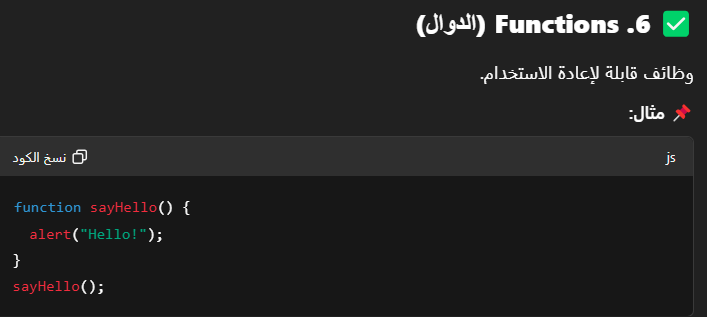 ✅ 6. Functions (الدوال)
وظائف قابلة لإعادة الاستخدام.
📌 مثال:
js
نسخ الكود
function sayHello() {
  alert("Hello!");
}
sayHello();